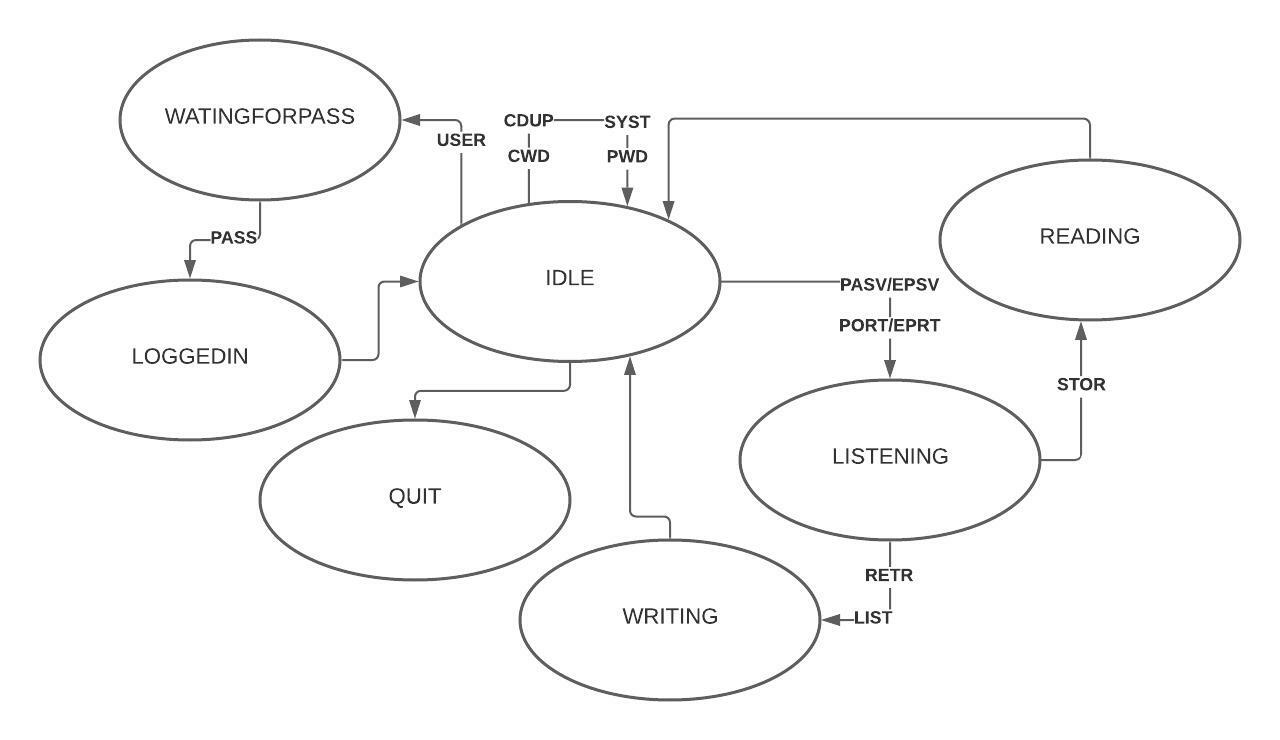 WATINGFORPASS
USER
CDUP
SYST
CWD
PWD
READING
PASS
IDLE
PASV/EPSV
PORT/EPRT
LOGGEDIN
STOR
LISTENING
QUIT
RETR
WRITING
LIST